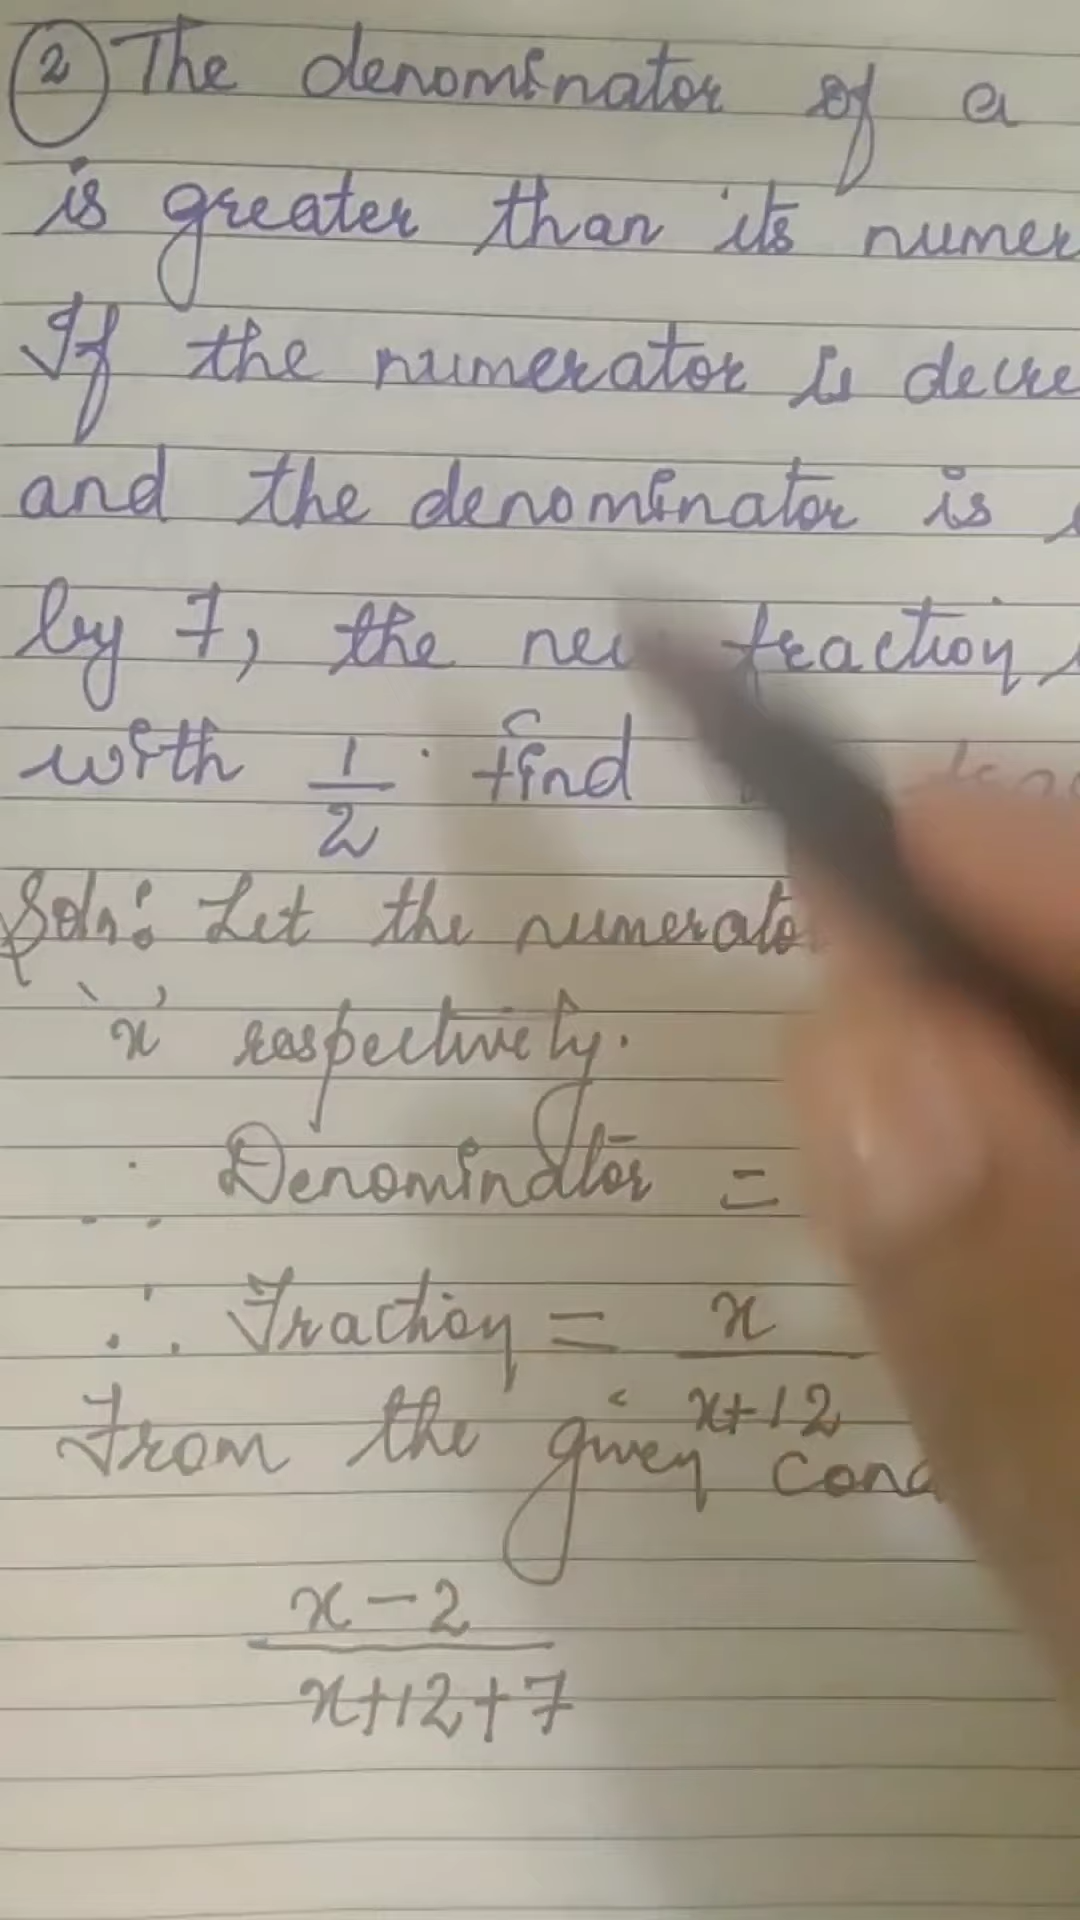 2 The denominator of a
is greater than its numer
If the numerator is decre
and the denominator is
by 7, the new fraction
with 1/2. find
Soln: Let the numerato
'x' respectively.
∴ Denominator =
∴ Fraction = x/x+12
From the given cond
x-2/x+12+7